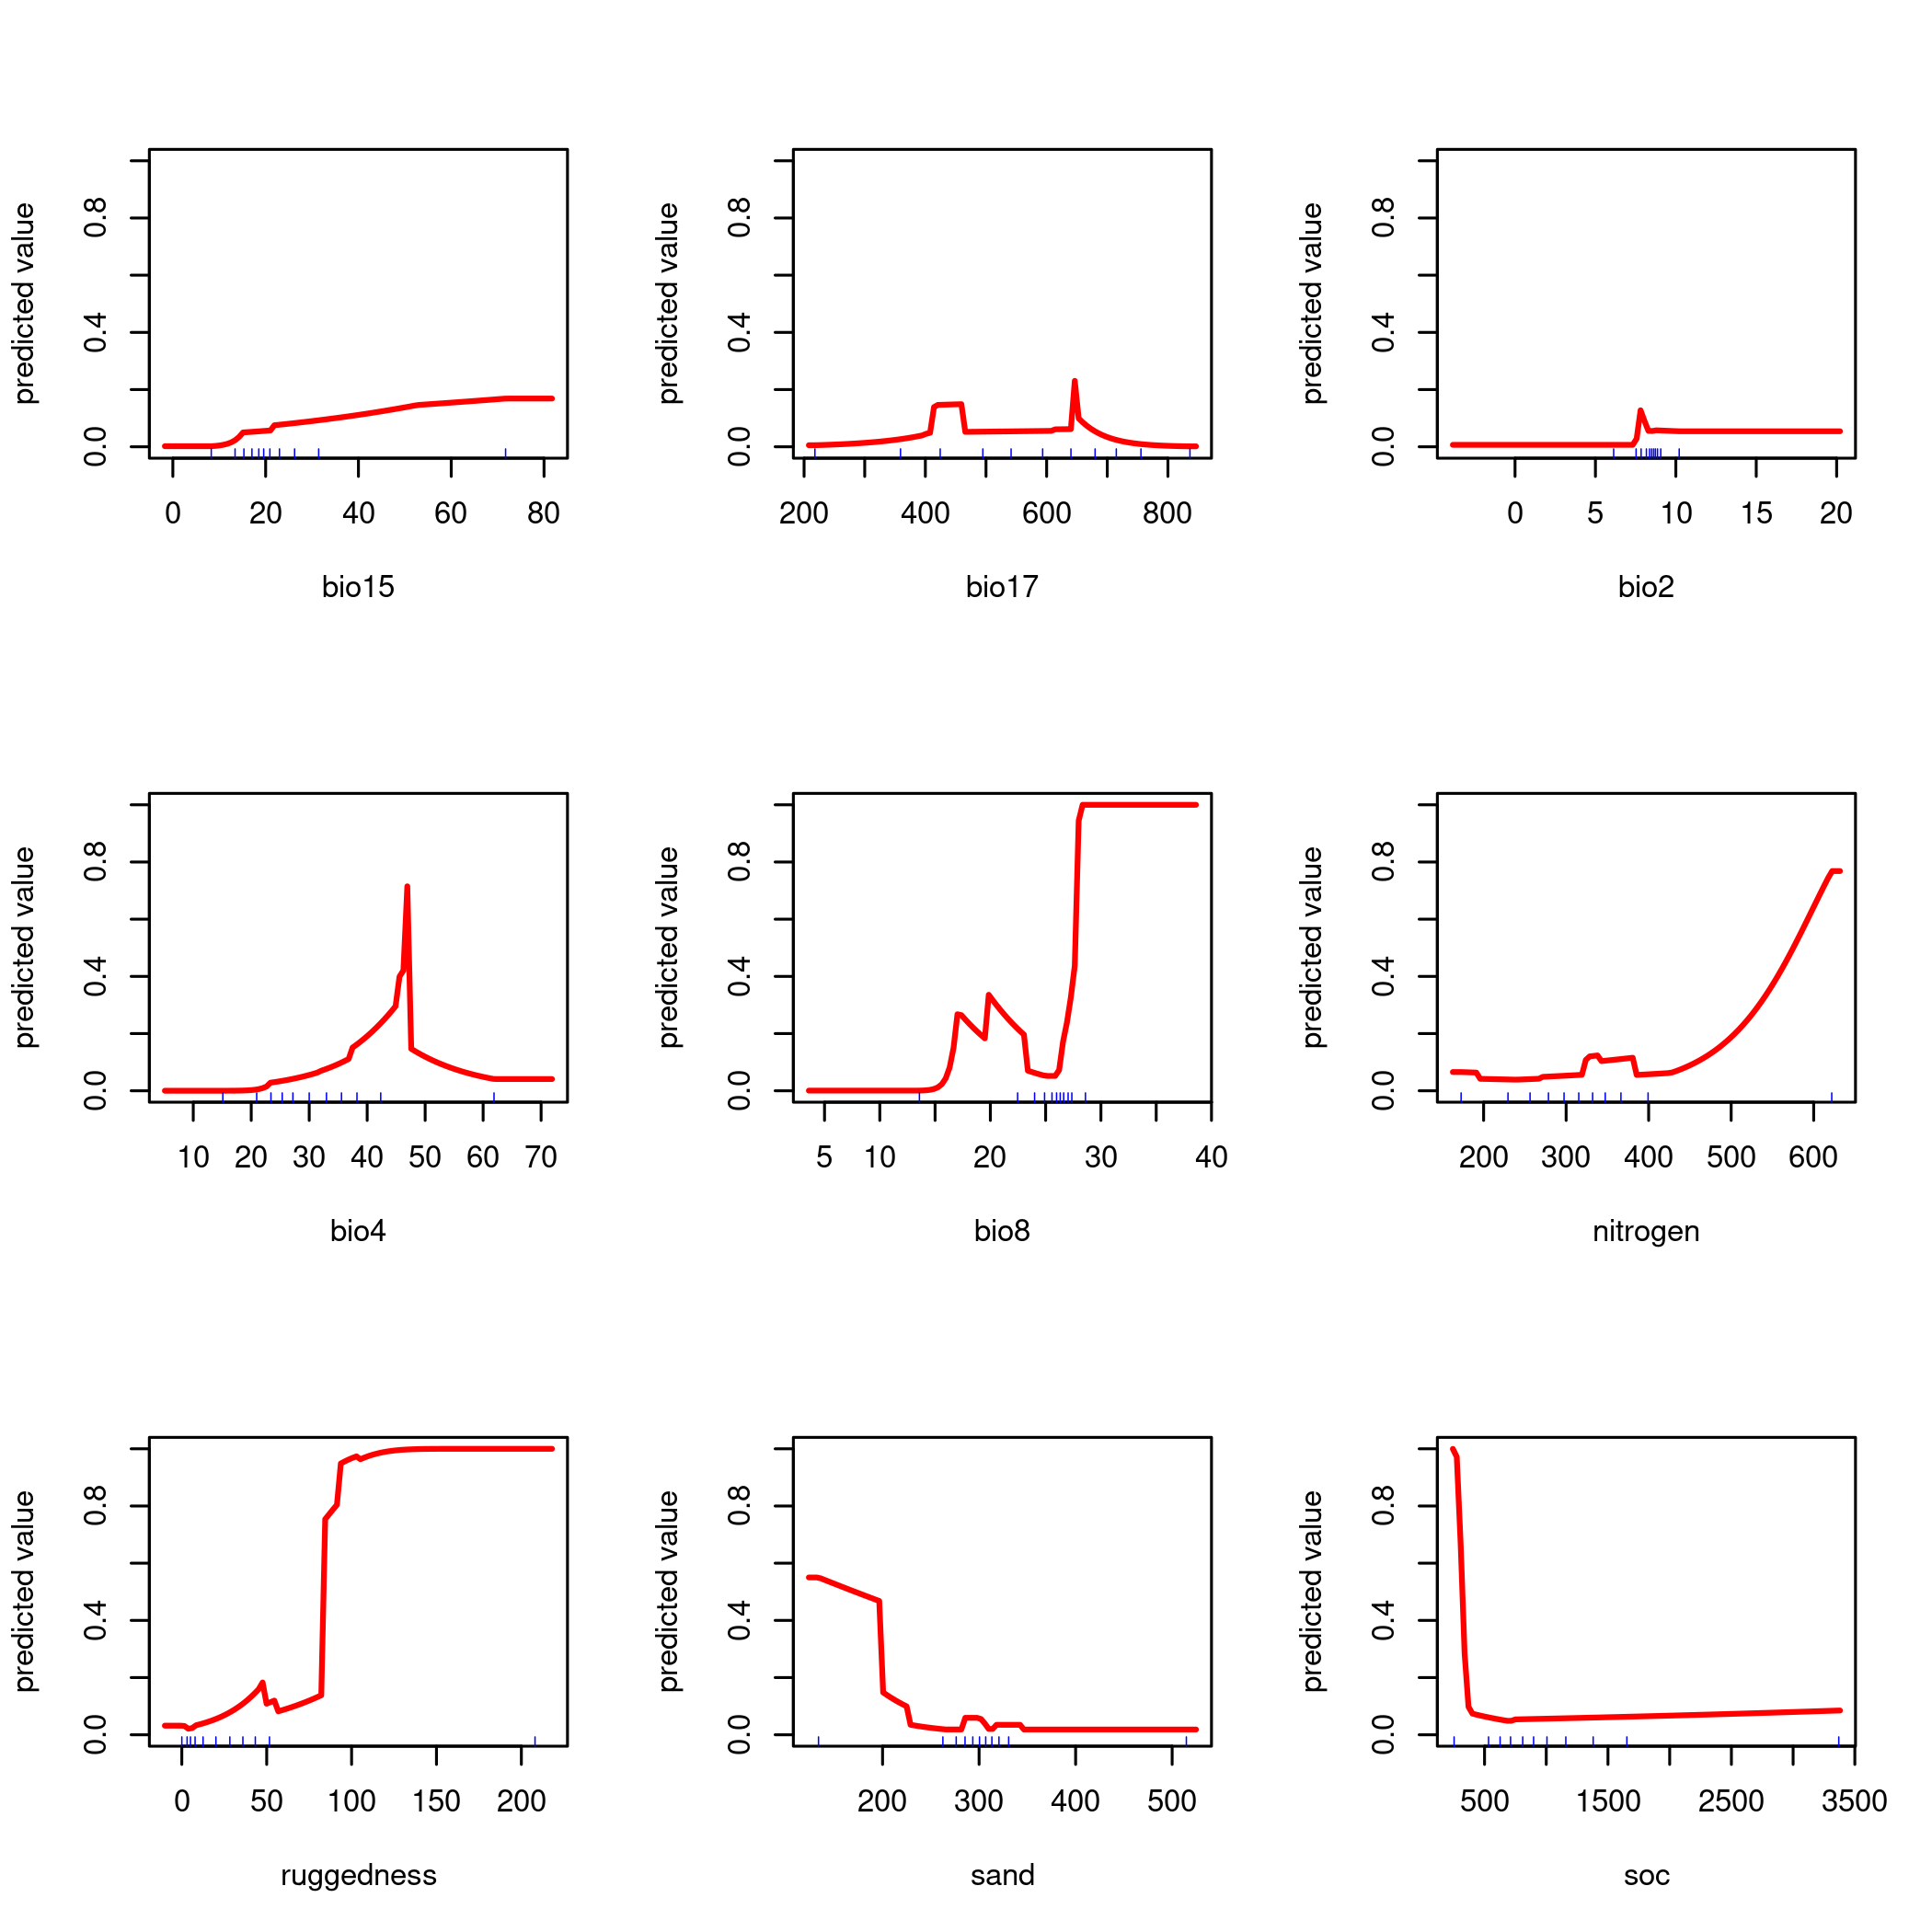 predicted value
0.0 0.4 0.8
0 20 40 60 80
bio15
predicted value
0.0 0.4 0.8
200 400 600 800
bio17
predicted value
0.0 0.4 0.8
0 5 10 15 20
bio2
predicted value
0.0 0.4 0.8
10 20 30 40 50 60 70
bio4
predicted value
0.0 0.4 0.8
5 10 20 30 40
bio8
predicted value
0.0 0.4 0.8
200 300 400 500 600
nitrogen
predicted value
0.0 0.4 0.8
0 50 100 150 200
ruggedness
predicted value
0.0 0.4 0.8
200 300 400 500
sand
predicted value
0.0 0.4 0.8
500 1500 2500 3500
soc